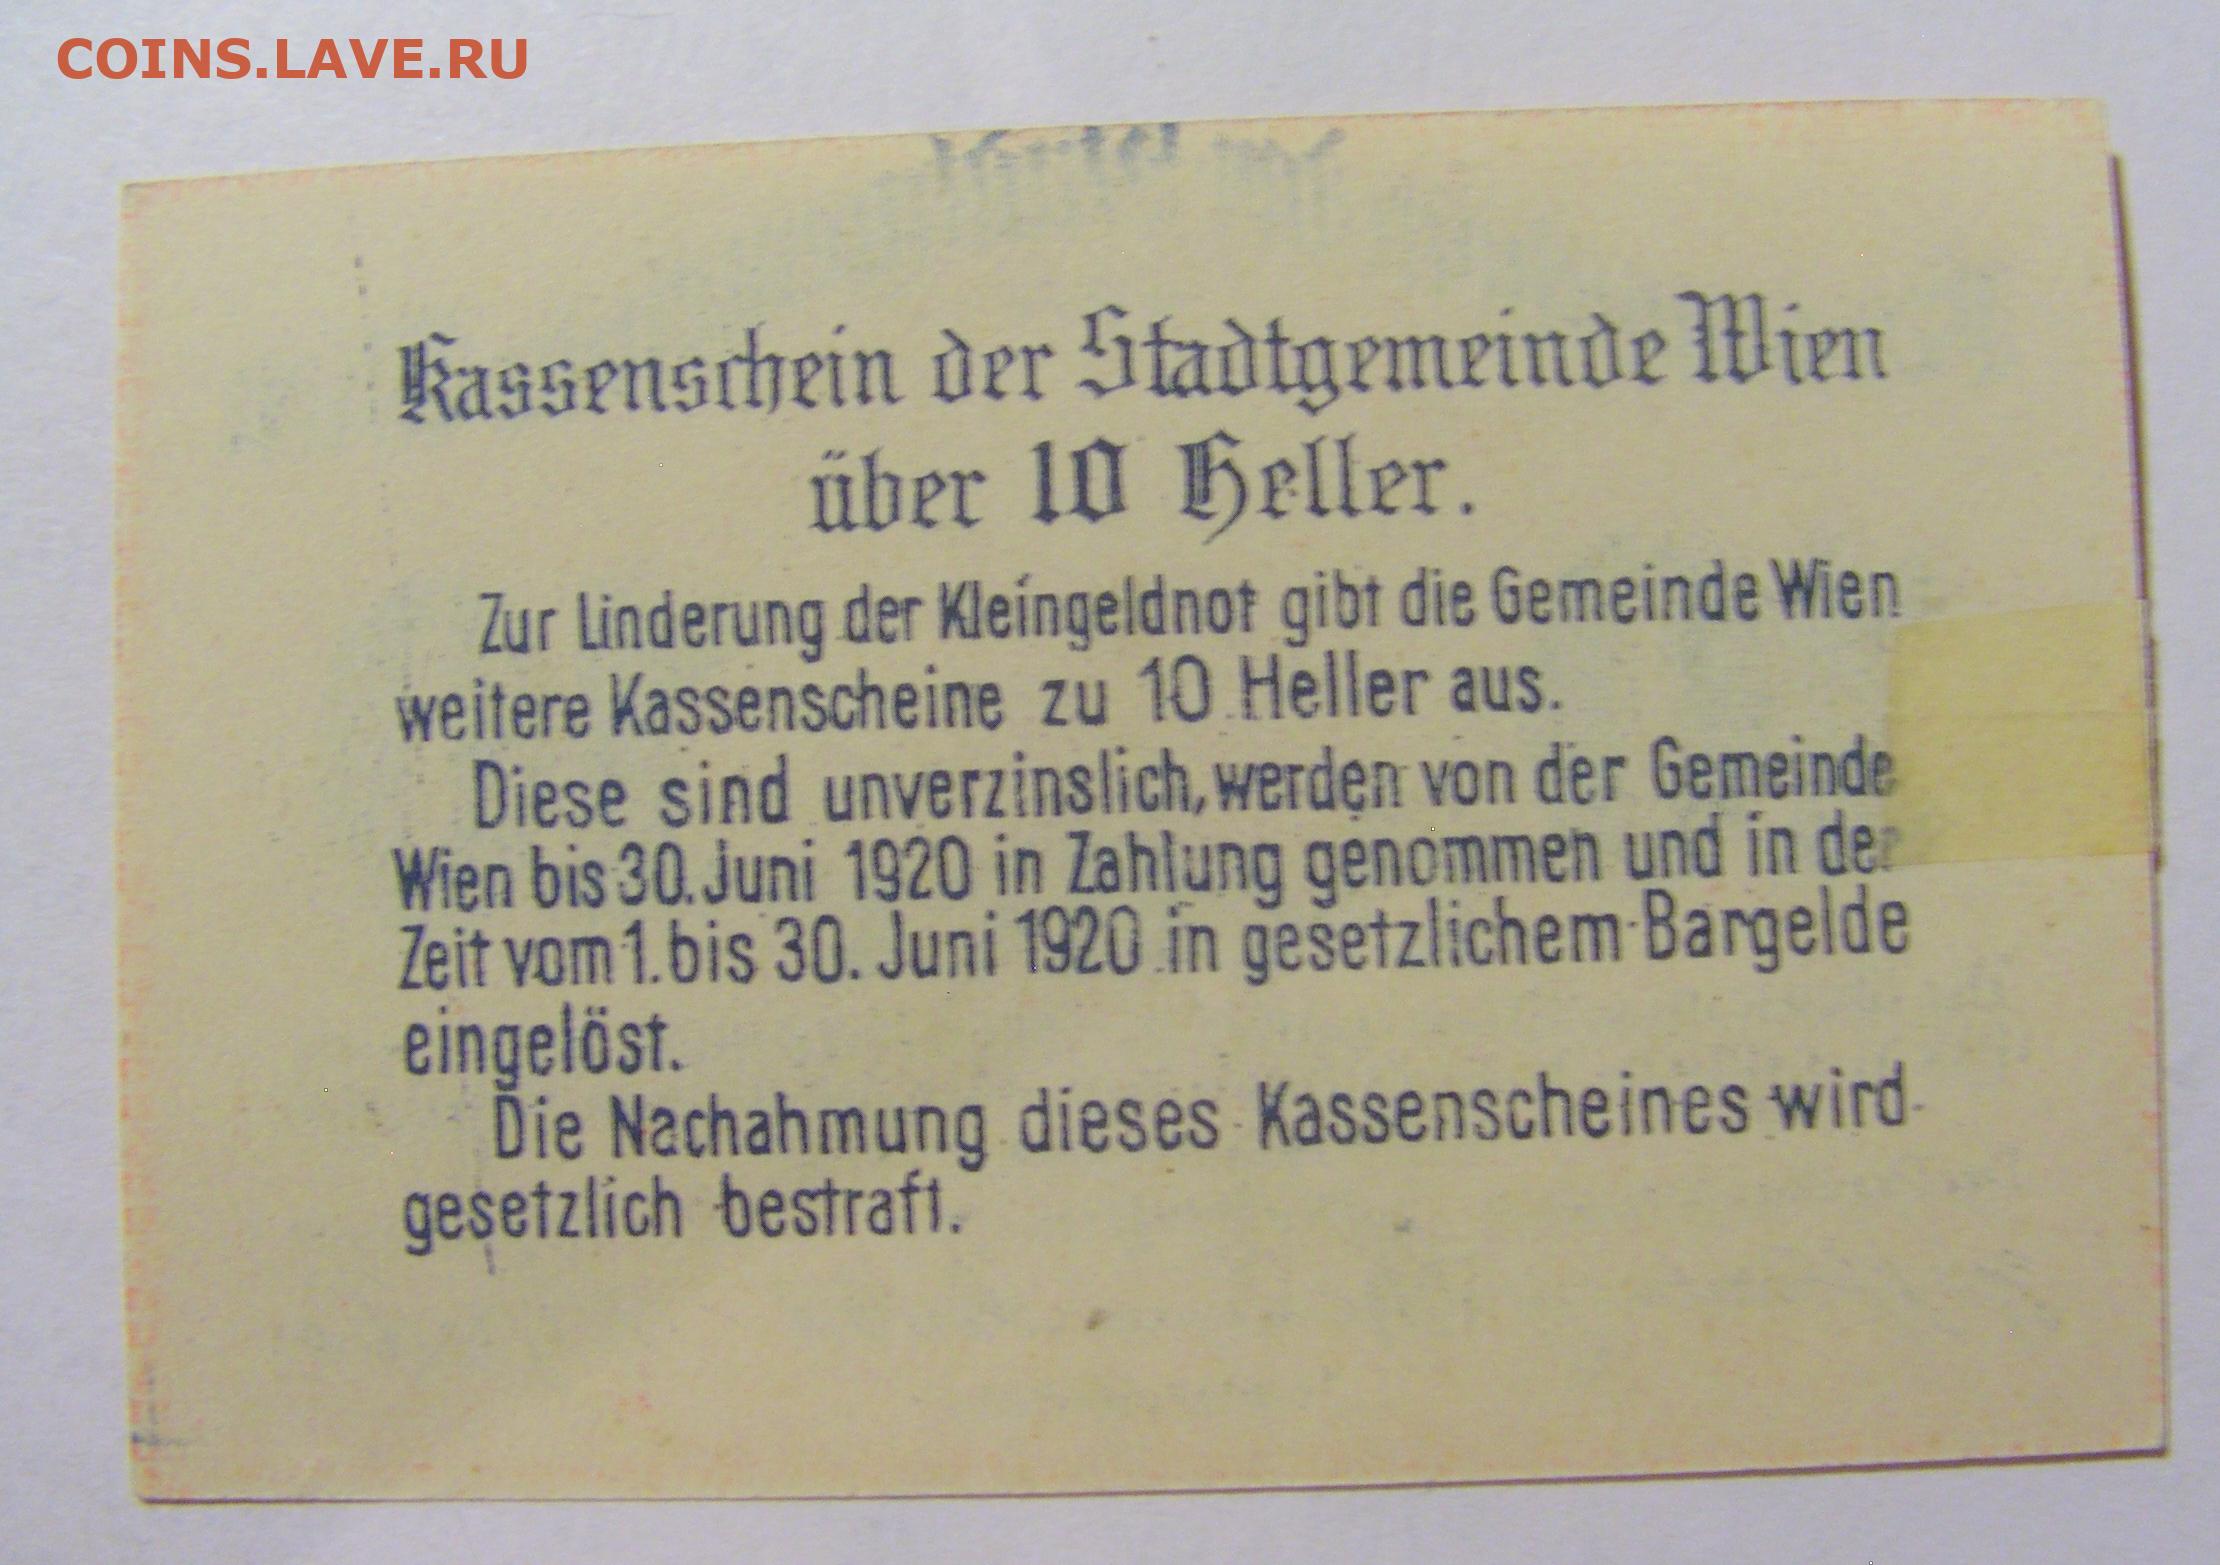 COINS.LAVE.RU
Kassenschein der Stadtgemeinde Wien
über 10 Heller.
Zur Linderung der Kleingeldnot gibt die Gemeinde Wien
weitere Kassenscheine zu 10 Heller aus.
Diese sind unverzinslich, werden von der Gemeinde
Wien bis 30. Juni 1920 in Zahlung genommen und in der
Zeit vom 1. bis 30. Juni 1920 in gesetzlichem Bargelde
eingelöst.
Die Nachahmung dieses Kassenscheines wird
gesetzlich bestraft.